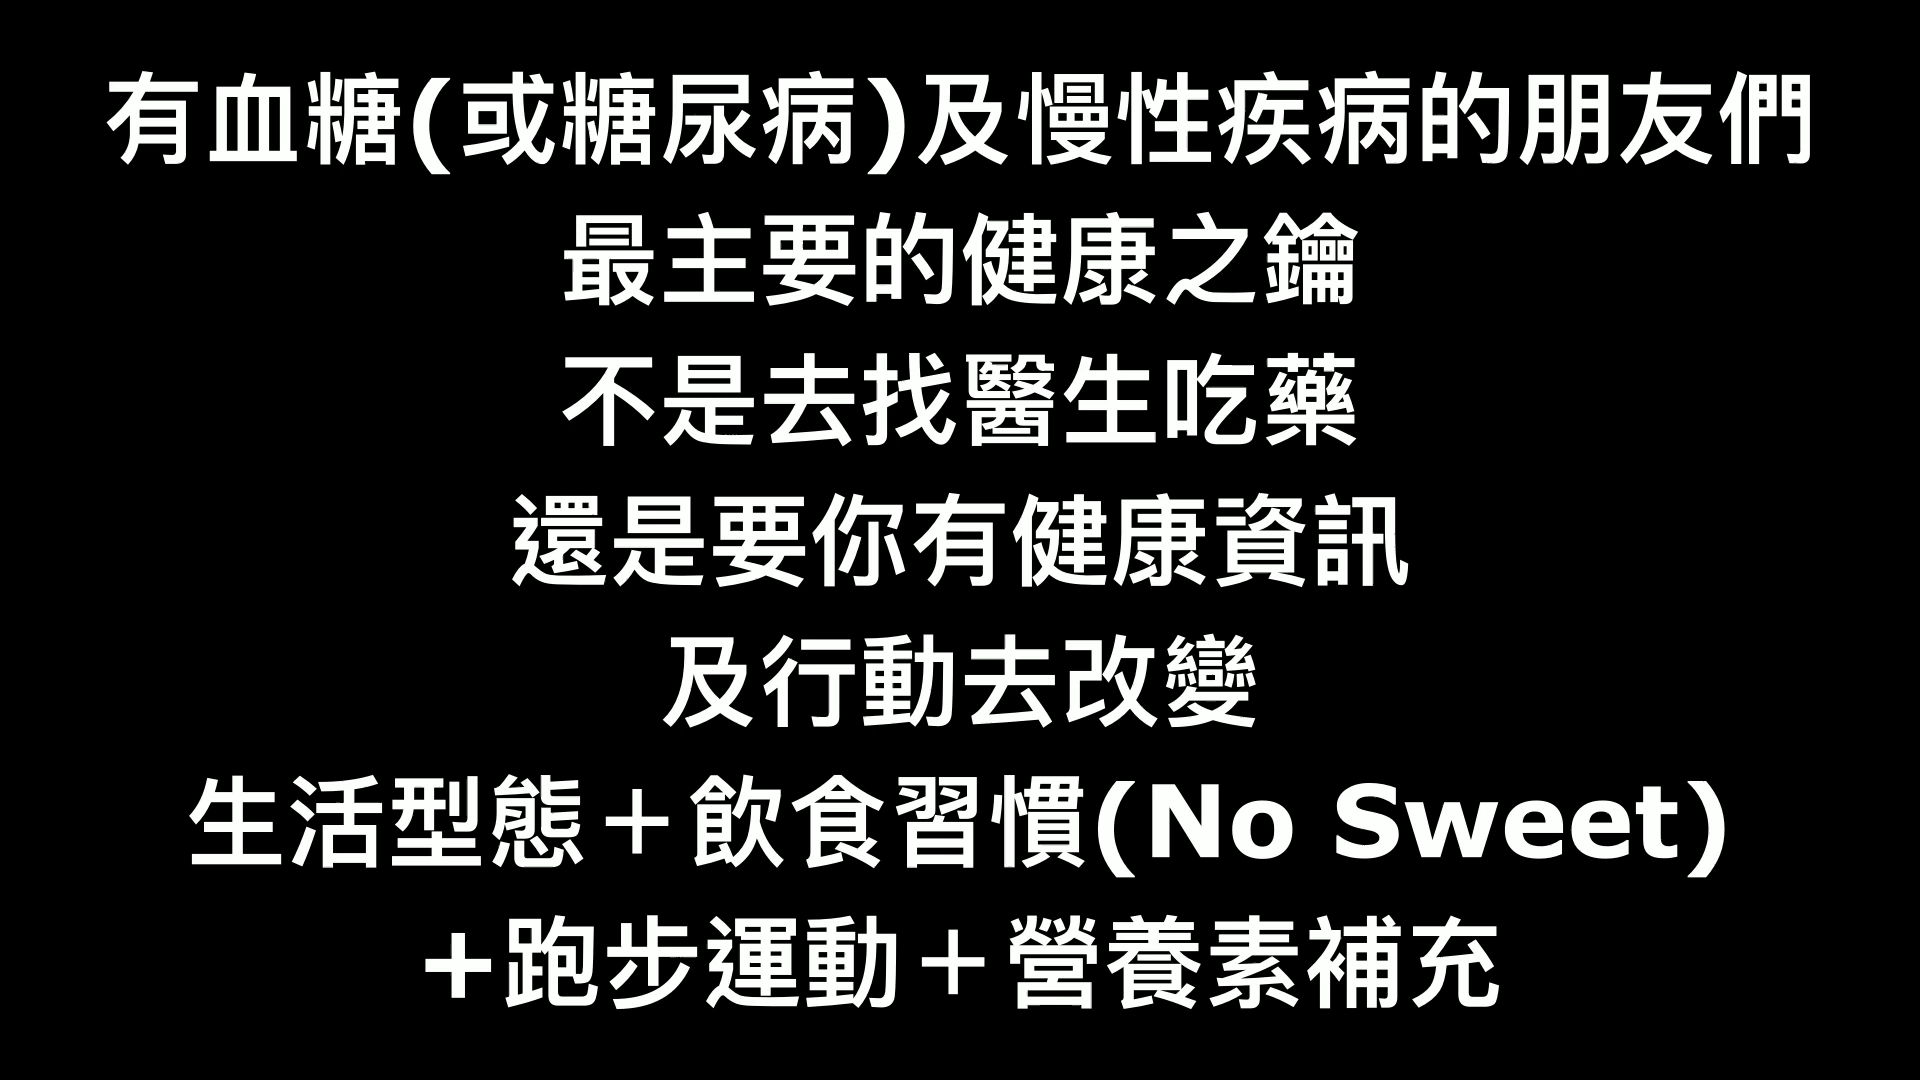 有血糖(或糖尿病)及慢性疾病的朋友們
最主要的健康之鑰
不是去找醫生吃藥
還是要你有健康資訊
及行動去改變
生活型態＋飲食習慣(No Sweet)
+跑步運動＋營養素補充